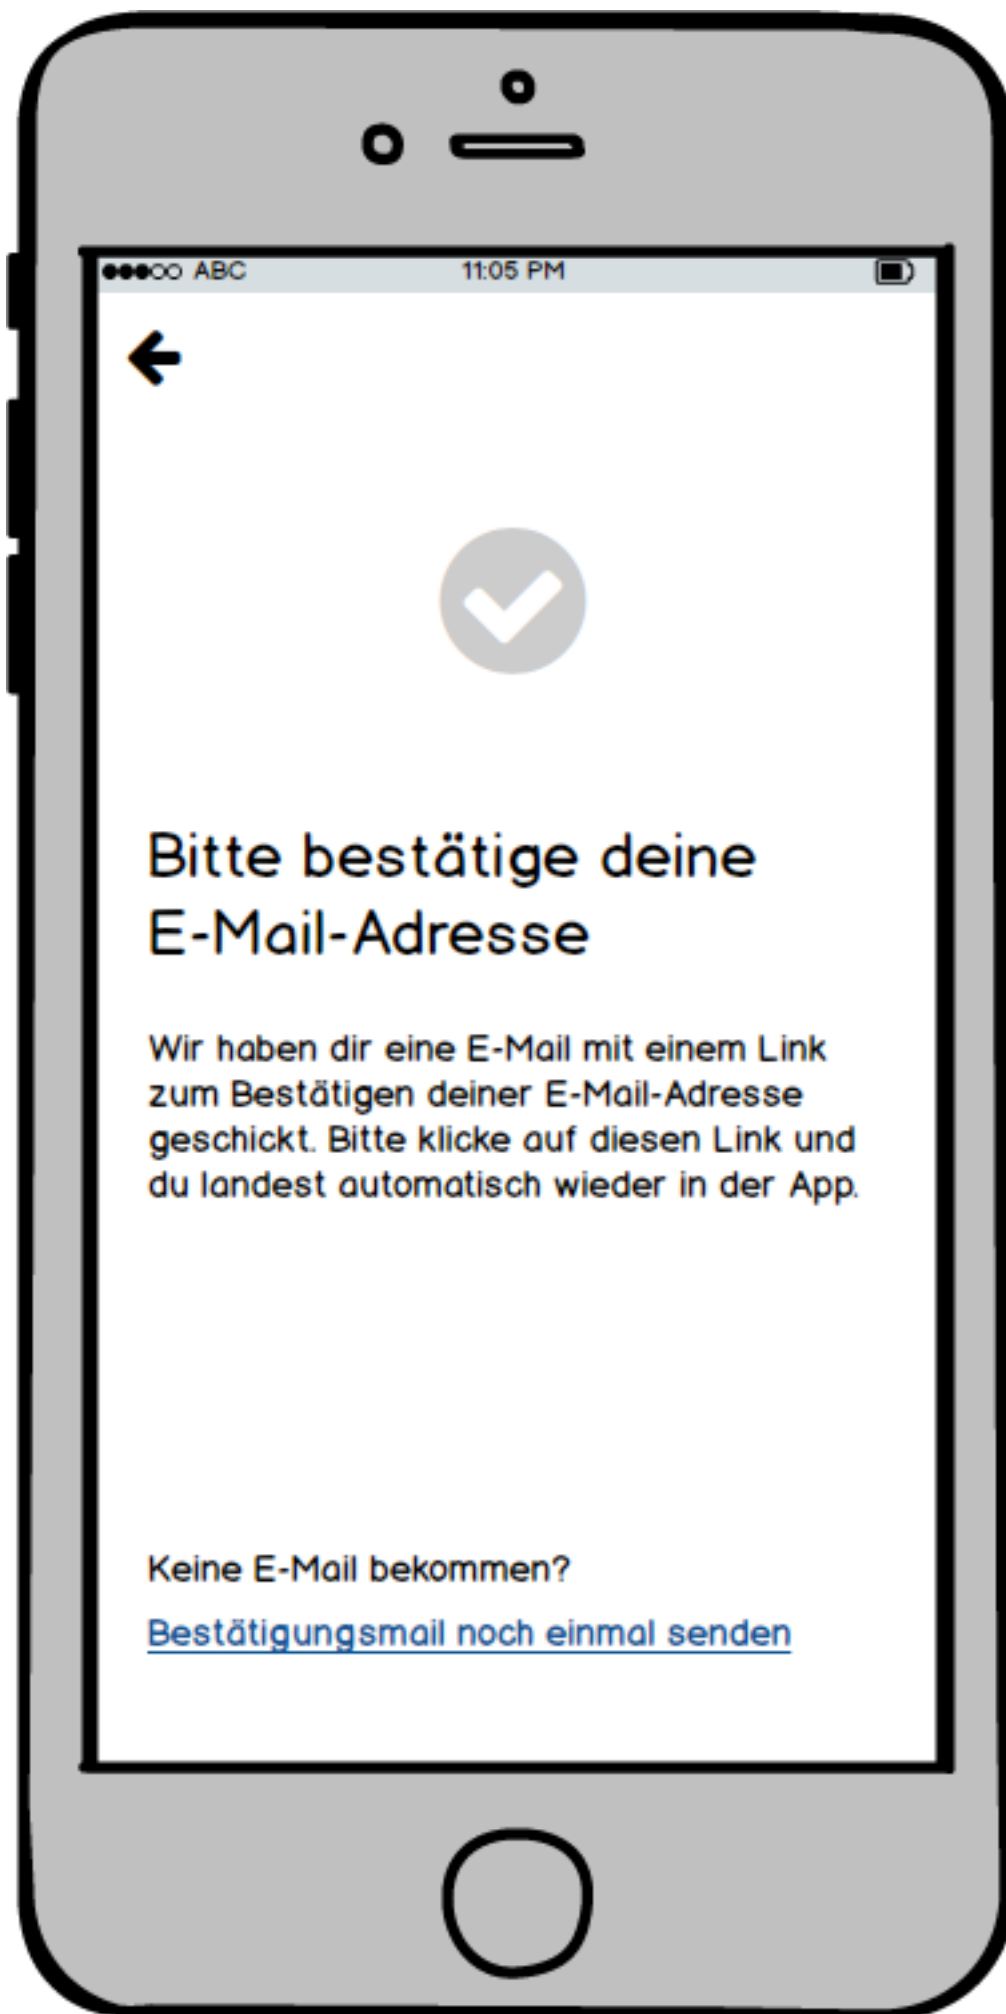 ABC 11:05 PM
Bitte bestätige deine
E-Mail-Adresse
Wir haben dir eine E-Mail mit einem Link
zum Bestätigen deiner E-Mail-Adresse
geschickt. Bitte klicke auf diesen Link und
du landest automatisch wieder in der App.
Keine E-Mail bekommen?
Bestätigungsmail noch einmal senden